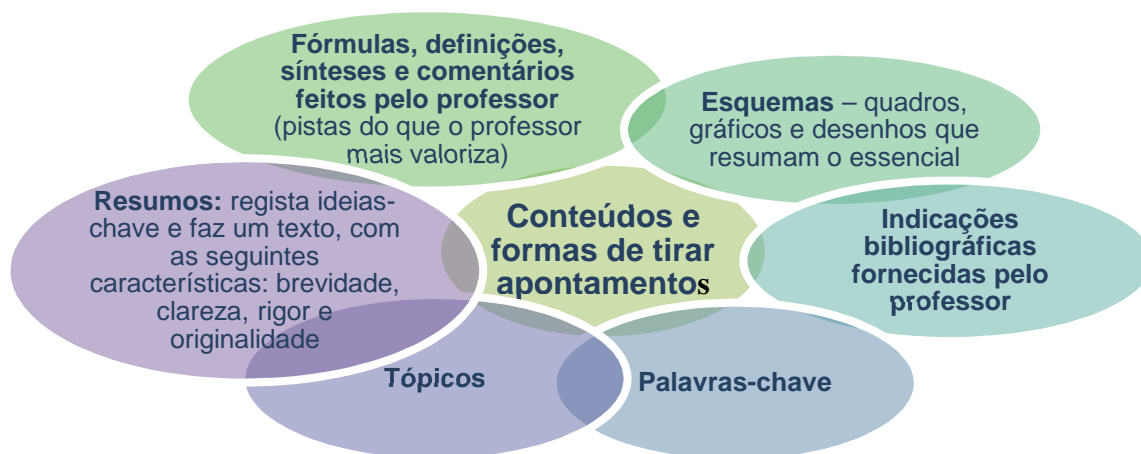 Fórmulas, definições,
sínteses e comentários
feitos pelo professor
(pistas do que o professor
mais valoriza)
Esquemas – quadros,
gráficos e desenhos que
resumam o essencial
Resumos: regista ideias-
chave e faz um texto, com
as seguintes
características: brevidade,
clareza, rigor e
originalidade
Conteúdos e
formas de tirar
apontamentos
Indicações
bibliográficas
fornecidas pelo
professor
Tópicos
Palavras-chave